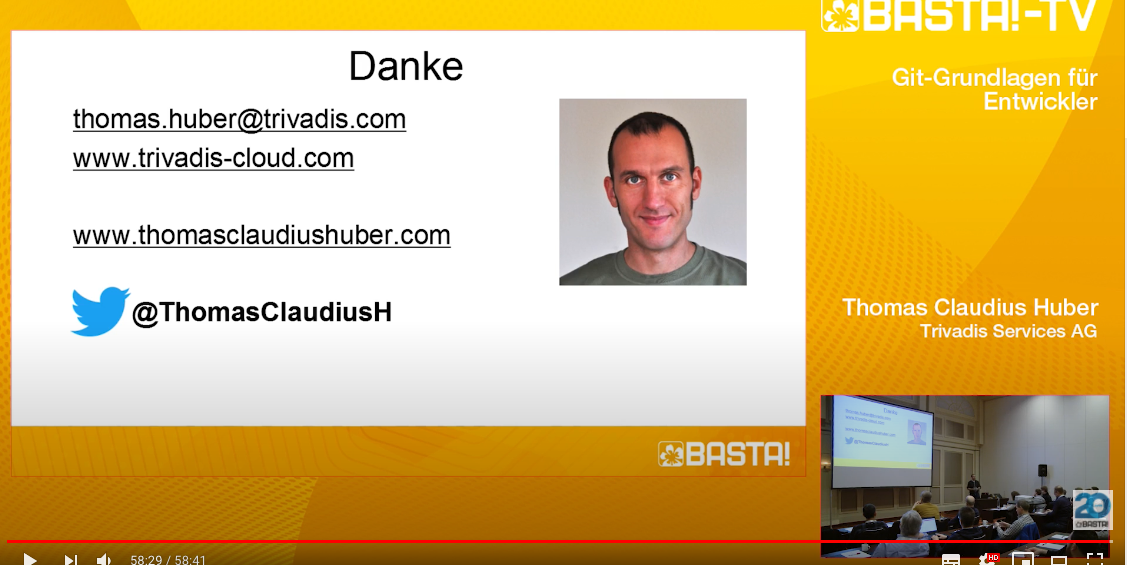 Danke
thomas.huber@trivadis.com
www.trivadis-cloud.com
www.thomasclaudiushuber.com
@ThomasClaudiusH
BASTA!
BASTA!-TV
Git-Grundlagen für
Entwickler
Thomas Claudius Huber
Trivadis Services AG
20
BASTA!
58:29 / 58:41
HD